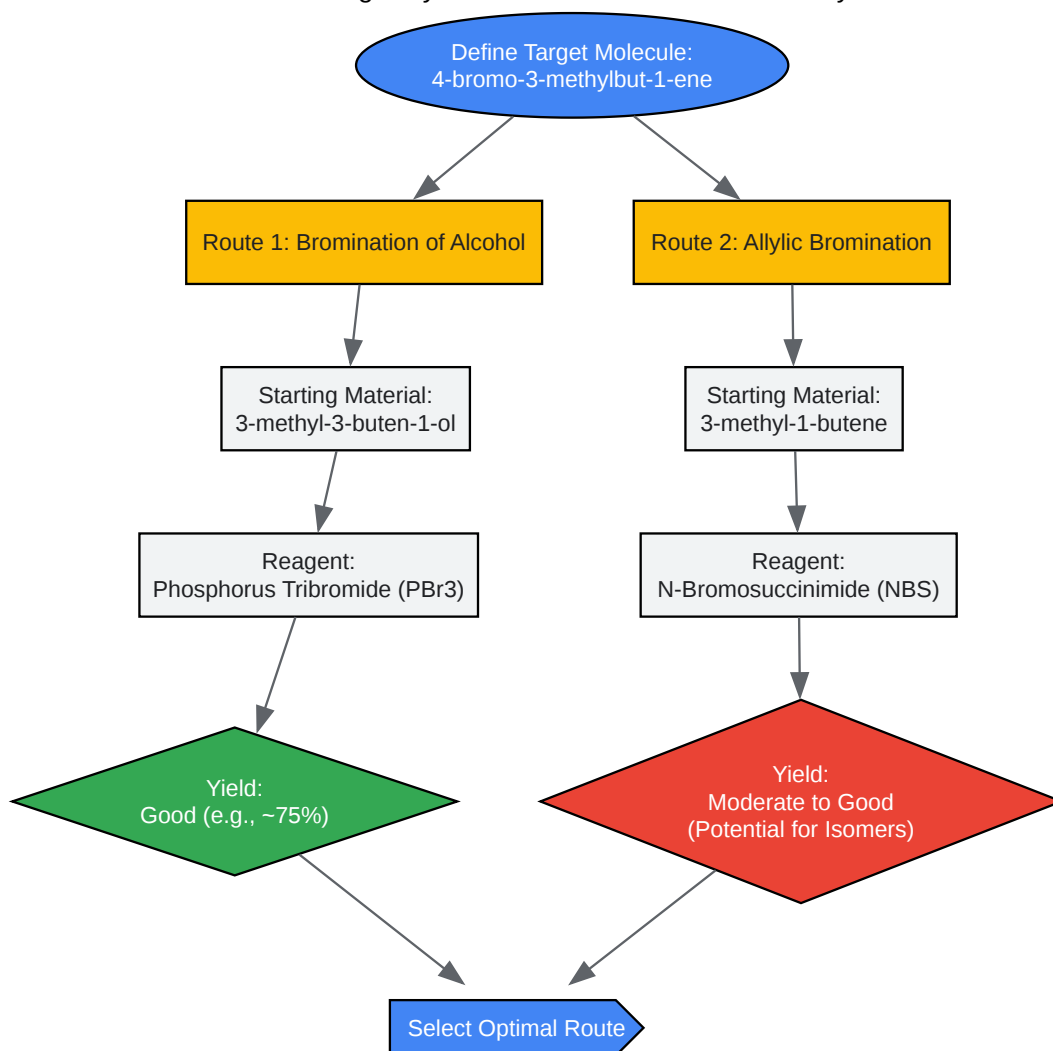 Define Target Molecule:
4-bromo-3-methylbut-1-ene
Route 1: Bromination of Alcohol
Route 2: Allylic Bromination
Starting Material:
3-methyl-3-buten-1-ol
Starting Material:
3-methyl-1-butene
Reagent:
Phosphorus Tribromide (PBr3)
Reagent:
N-Bromosuccinimide (NBS)
Yield:
Good (e.g., ~75%)
Yield:
Moderate to Good
(Potential for Isomers)
Select Optimal Route